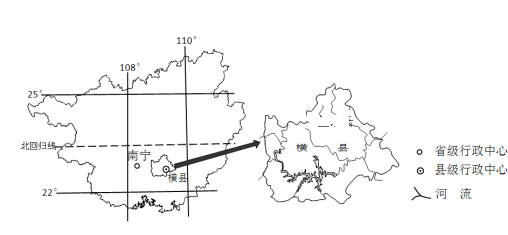 110°
108°
25°
北回归线
南宁
横县
22°
横 县
省级行政中心
县级行政中心
河 流